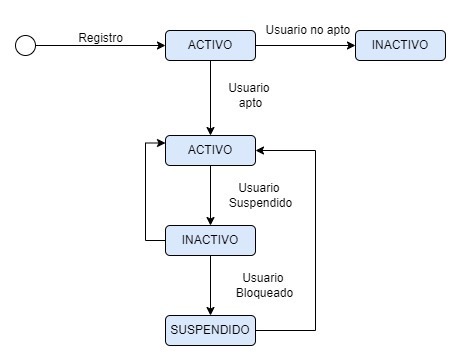 Registro
ACTIVO
Usuario no apto
INACTIVO
Usuario
apto
ACTIVO
Usuario
Suspendido
INACTIVO
Usuario
Bloqueado
SUSPENDIDO